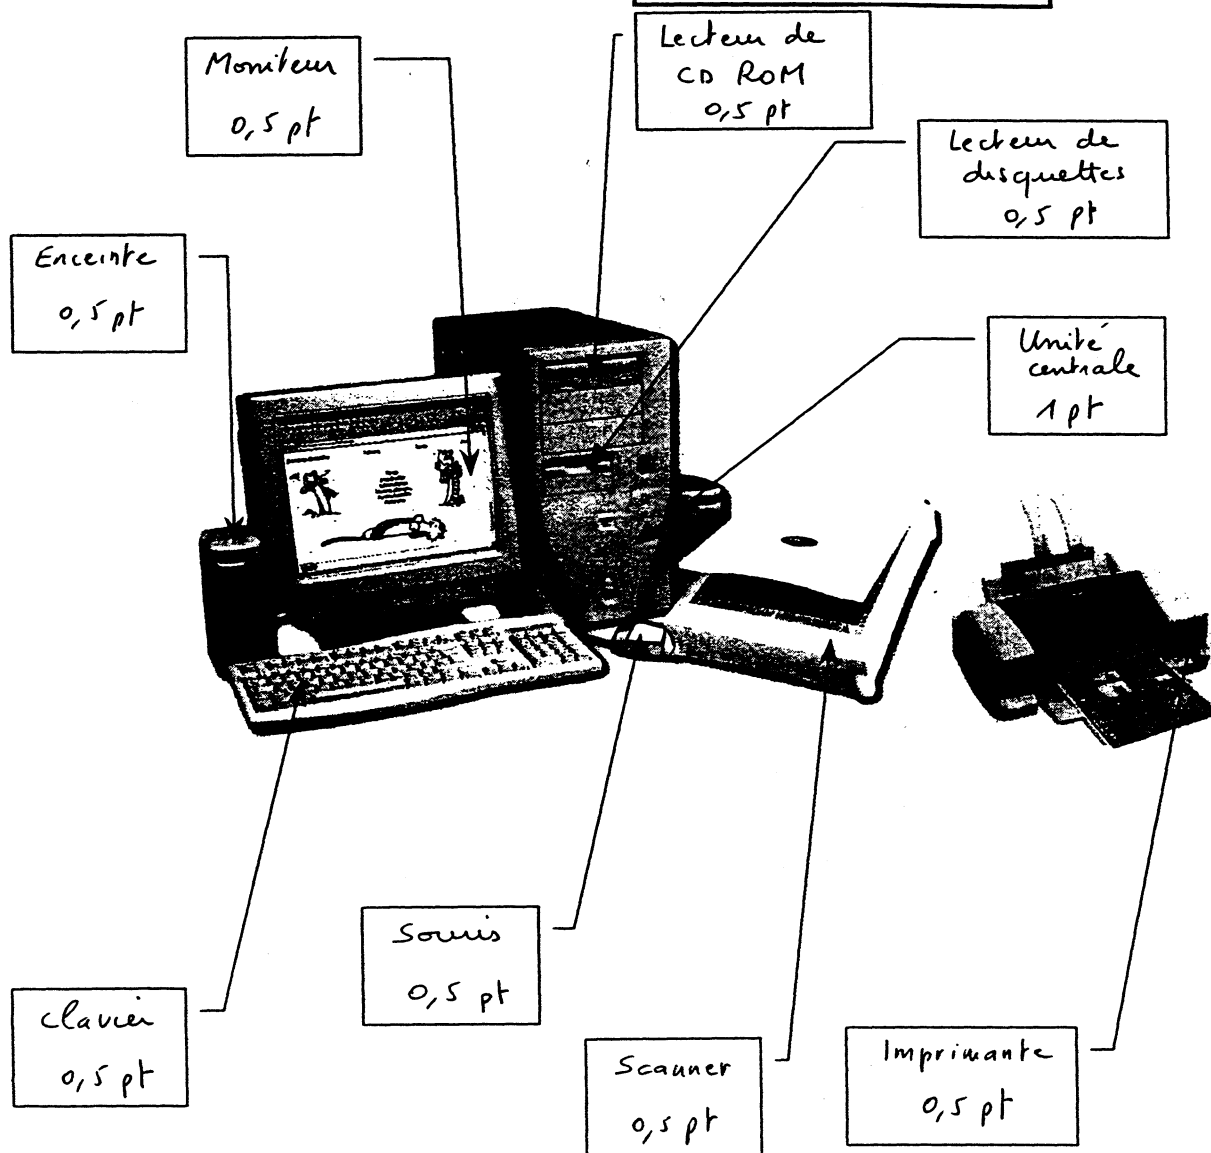 Moniteur
0,5 pt
Lecteur de
CD ROM
0,5 pt
Lecteur de
disquettes
0,5 pt
Enceinte
0,5 pt
Unité
centrale
1 pt
Souris
0,5 pt
Clavier
0,5 pt
Scanner
0,5 pt
Imprimante
0,5 pt